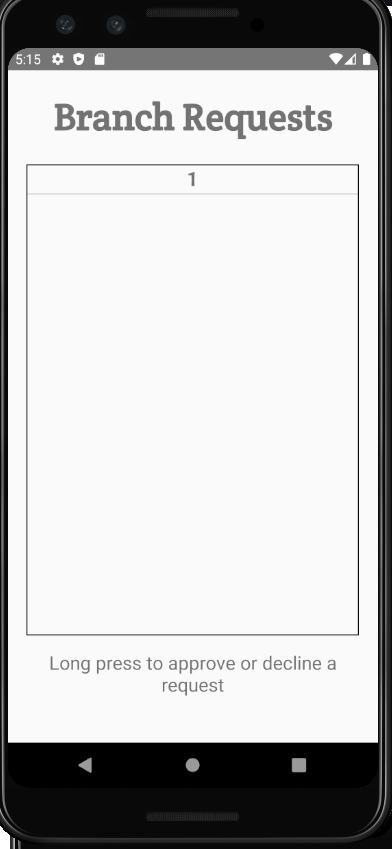 5:15
Branch Requests
1
Long press to approve or decline a
request